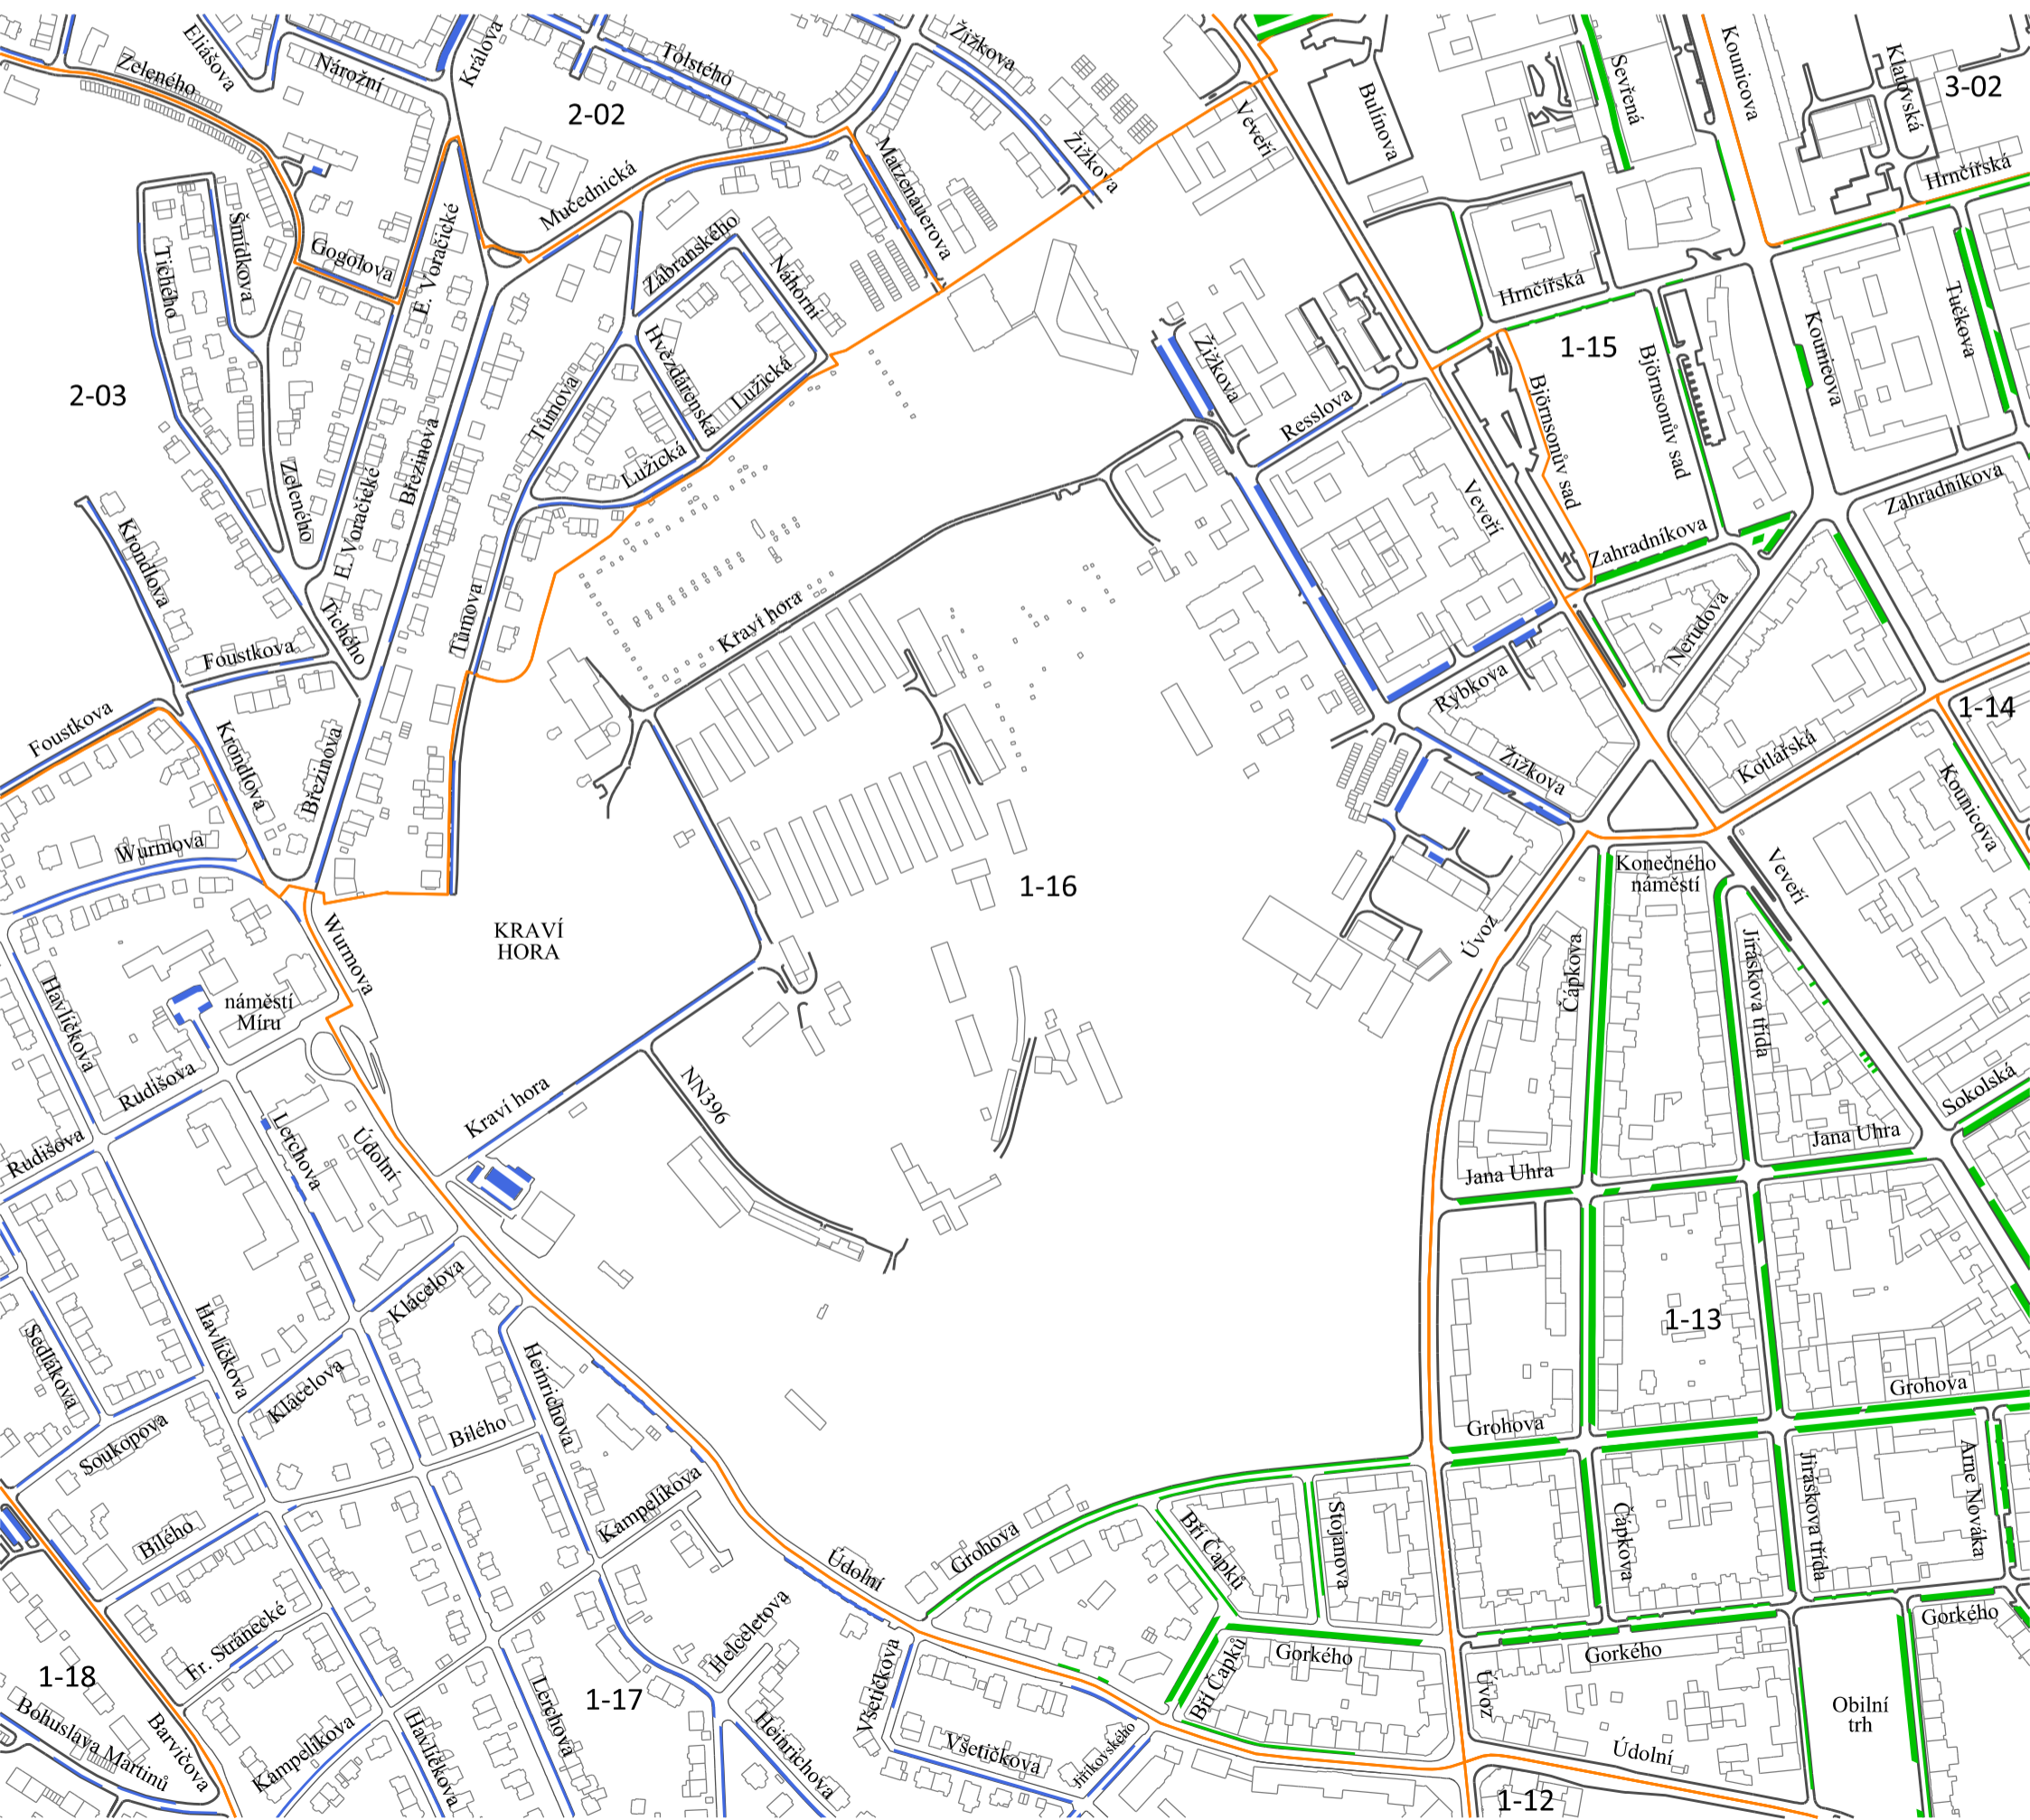 Eliášova
Králova
Tolstého
Žižkova
Zeleného
Nárožní
2-02
Bulínova
Sevřená
Kounicova
Klatovská
3-02
Veveří
Žižkova
Matzenauerova
Mučednická
Hrnčířská
Šmídkova
Tichého
Gogolova
E. Voračické
Zábranského
Náhorní
Hrnčířská
1-15
Tučkova
Kounicova
Björnsonův sad
Björnsonův sad
Žižkova
Resslova
Hvězdárenská
Lužická
2-03
Tůmova
Lužická
Březinova
E. Voračické
Zeleného
Veveří
Zahradníkova
Zahradníkova
Krondlova
Tichého
Foustkova
Tůmova
Kraví hora
Nerudova
Rybkova
1-14
Foustkova
Krondlova
Březinova
Žižkova
Kotlářská
Kounicova
Wurmova
1-16
Konečného
náměstí
Veveří
KRAVÍ
HORA
Wurmova
Úvoz
Čápkova
Jiráskova třída
Havlíčkova
náměstí
Míru
Rudišova
Kraví hora
NN396
Sokolská
Rudišova
Lerchova
Údolní
Jana Uhra
Jana Uhra
Klácelova
1-13
Sedlákova
Havlíčkova
Klácelova
Heinrichova
Bílého
Grohova
Grohova
Soukopova
Kampelíkova
Bílého
Údolní
Grohova
Bří Čapků
Stojanova
Čápkova
Jiráskova třída
Arne Nováka
Fr. Stránecké
Helceletova
Všetičkova
Bří Čapků
Gorkého
Gorkého
Gorkého
1-18
1-17
Lerchova
Úvoz
Obilní
trh
Bohuslava Martinů
Barvičova
Kampelíkova
Havlíčkova
Heinrichova
Všetičkova
Jiříkovského
Údolní
1-12